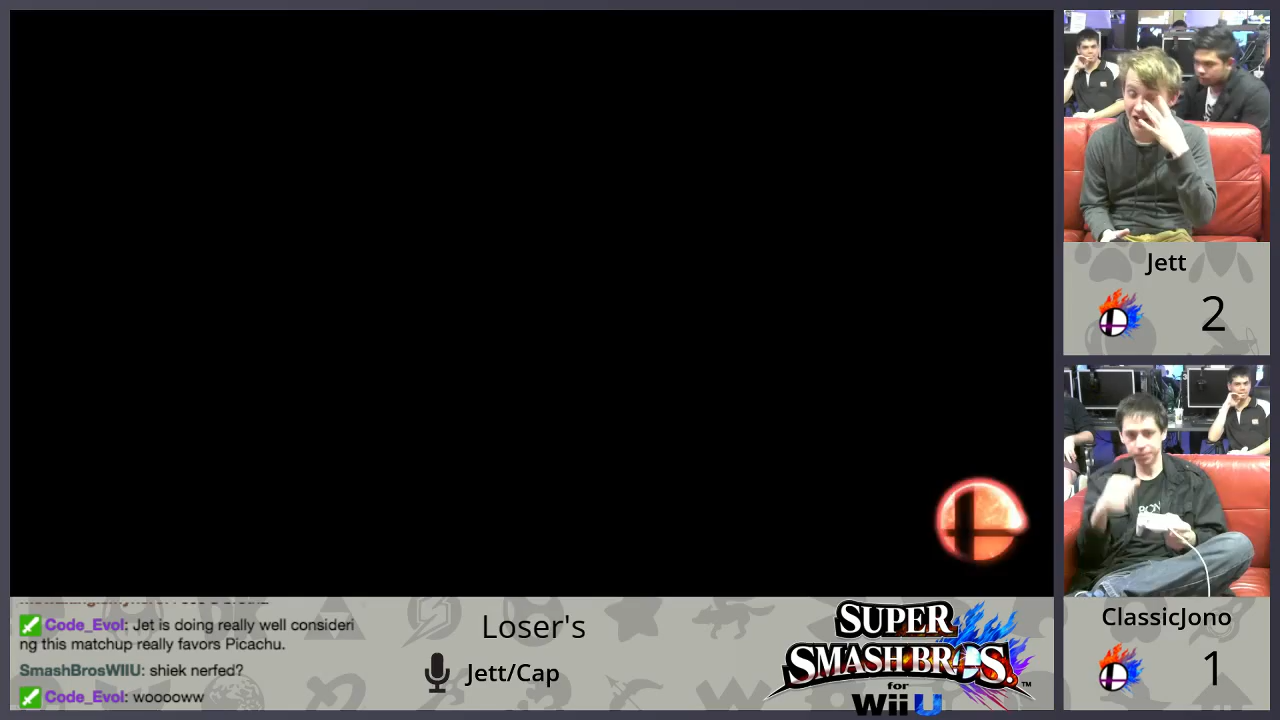 Jett
2
ClassicJono
1
Code_Evol: Jet is doing really well consideri
ng this matchup really favors Picachu.
SmashBrosWIIU: shiek nerfed?
Code_Evol: wooooww
Loser's
Jett/Cap
SUPER
SMASH BROS.™
for
Wii U